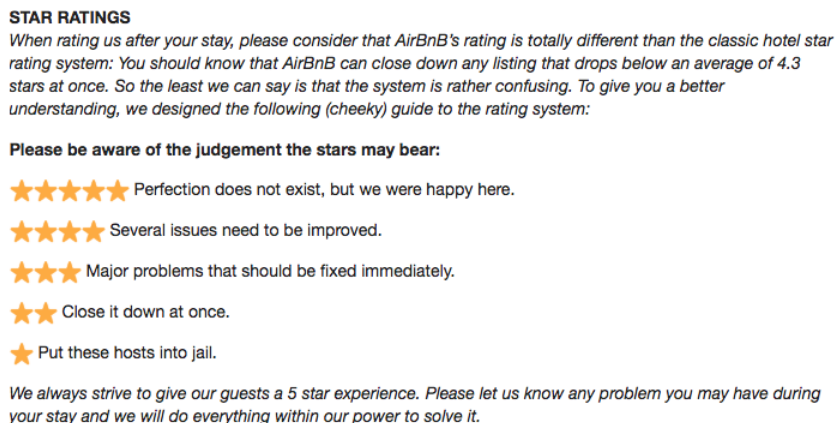 STAR RATINGS
When rating us after your stay, please consider that AirBnB's rating is totally different than the classic hotel star
rating system: You should know that AirBnB can close down any listing that drops below an average of 4.3
stars at once. So the least we can say is that the system is rather confusing. To give you a better
understanding, we designed the following (cheeky) guide to the rating system:
Please be aware of the judgement the stars may bear:
★★★★★ Perfection does not exist, but we were happy here.
★★★★ Several issues need to be improved.
★★★ Major problems that should be fixed immediately.
★★ Close it down at once.
★ Put these hosts into jail.
We always strive to give our guests a 5 star experience. Please let us know any problem you may have during
your stay and we will do everything within our power to solve it.